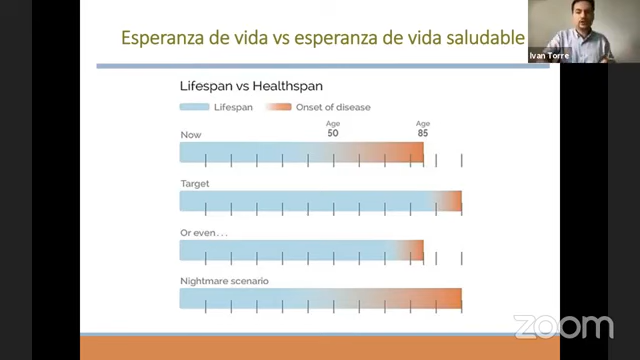 Esperanza de vida vs esperanza de vida saludable
Ivan Torre
Lifespan vs Healthspan
Lifespan
Onset of disease
Age
50
Age
85
Now
Target
Or even...
Nightmare scenario
zoom